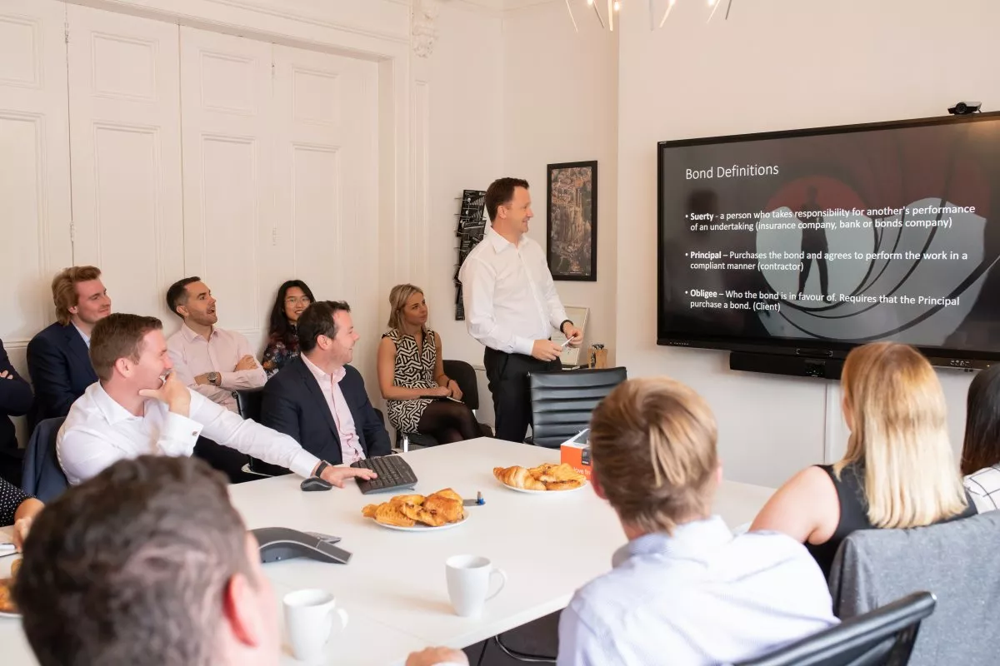 Bond Definitions
• Suerty - a person who takes responsibility for another's performance
of an undertaking (insurance company, bank or bonds company)
• Principal – Purchases the bond and agrees to perform the work in a
compliant manner (contractor)
• Obligee – Who the bond is in favour of. Requires that the Principal
purchase a bond. (Client)